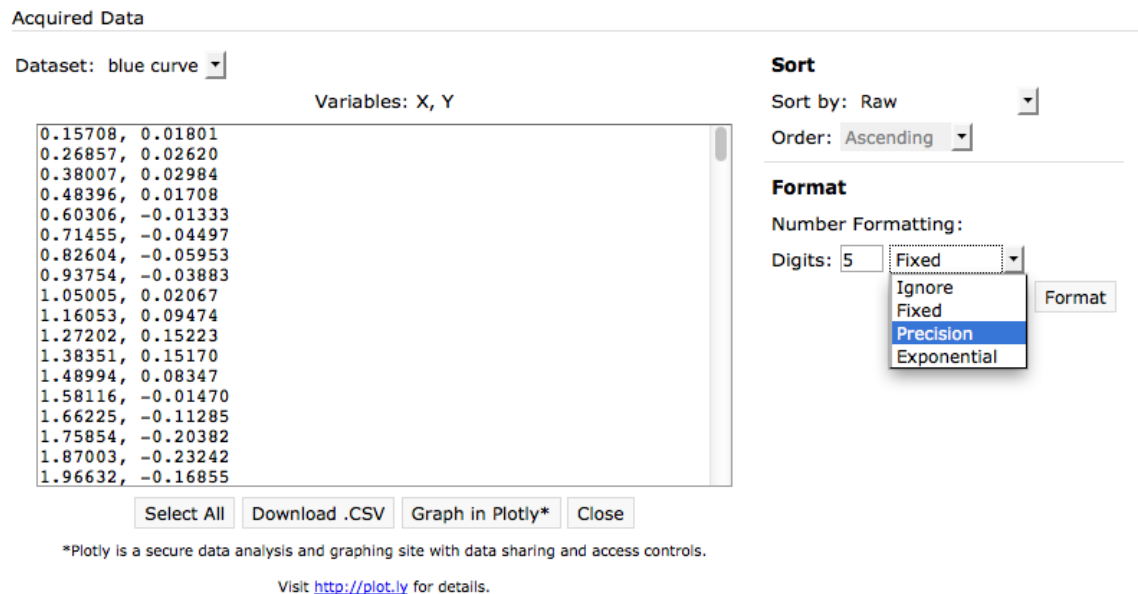 Acquired Data
Dataset: blue curve
Variables: X, Y
0.15708, 0.01801
0.26857, 0.02620
0.38007, 0.02984
0.48396, 0.01708
0.60306, -0.01333
0.71455, -0.04497
0.82604, -0.05953
0.93754, -0.03883
1.05005, 0.02067
1.16053, 0.09474
1.27202, 0.15223
1.38351, 0.15170
1.48994, 0.08347
1.58116, -0.01470
1.66225, -0.11285
1.75854, -0.20382
1.87003, -0.23242
1.96632, -0.16855
Select All
Download .CSV
Graph in Plotly*
Close
*Plotly is a secure data analysis and graphing site with data sharing and access controls.
Visit http://plot.ly for details.
Sort
Sort by: Raw
Order: Ascending
Format
Number Formatting:
Digits: 5 Fixed
Ignore
Fixed
Precision
Exponential
Format